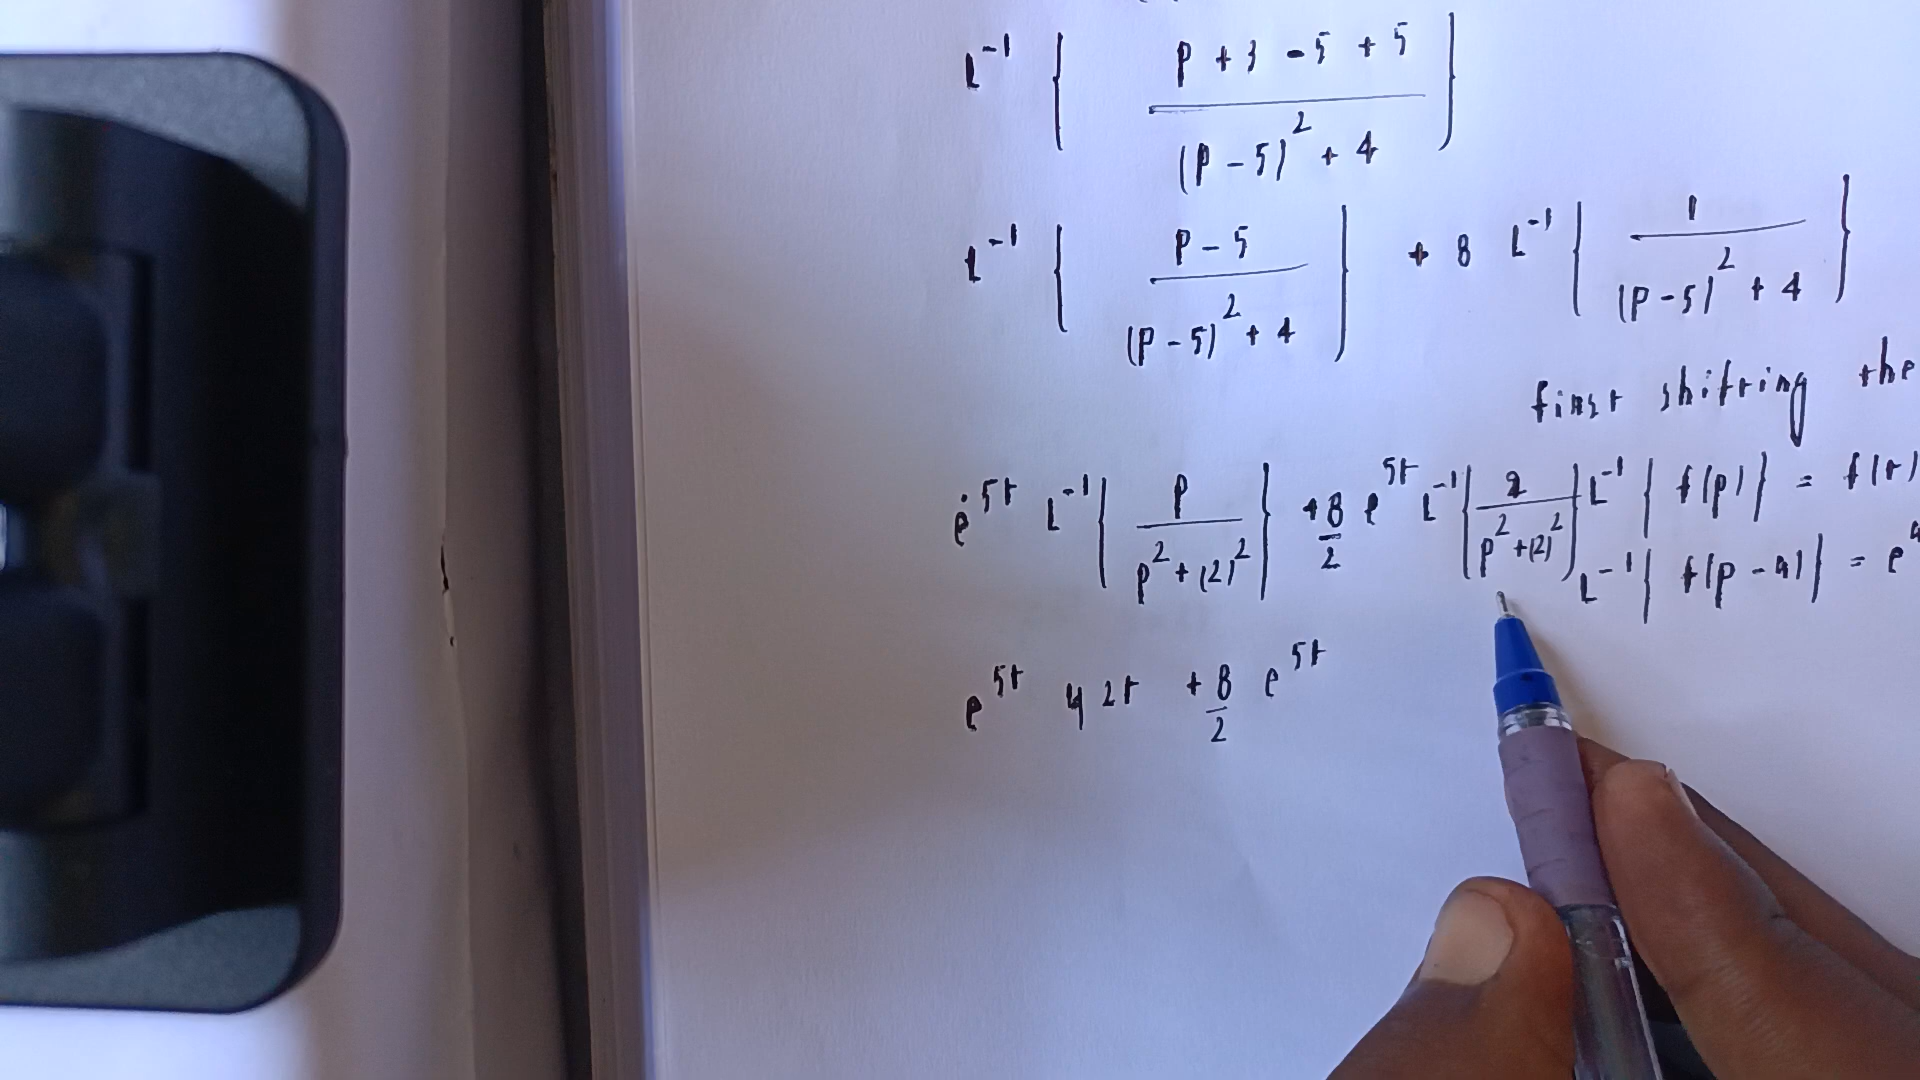 L⁻¹ { (p + 3 - 5 + 5) / ((p - 5)² + 4) }
L⁻¹ { (p - 5) / ((p - 5)² + 4) } + 8 L⁻¹ { 1 / ((p - 5)² + 4) }
first shifting the
e^5t L⁻¹ { p / (p² + (2)²) } + 8/2 e^5t L⁻¹ { 2 / (p² + (2)²) }
L⁻¹ { f(p) } = f(t)
L⁻¹ { f(p - a) } = e^a
e^5t 2t + 8/2 e^5t